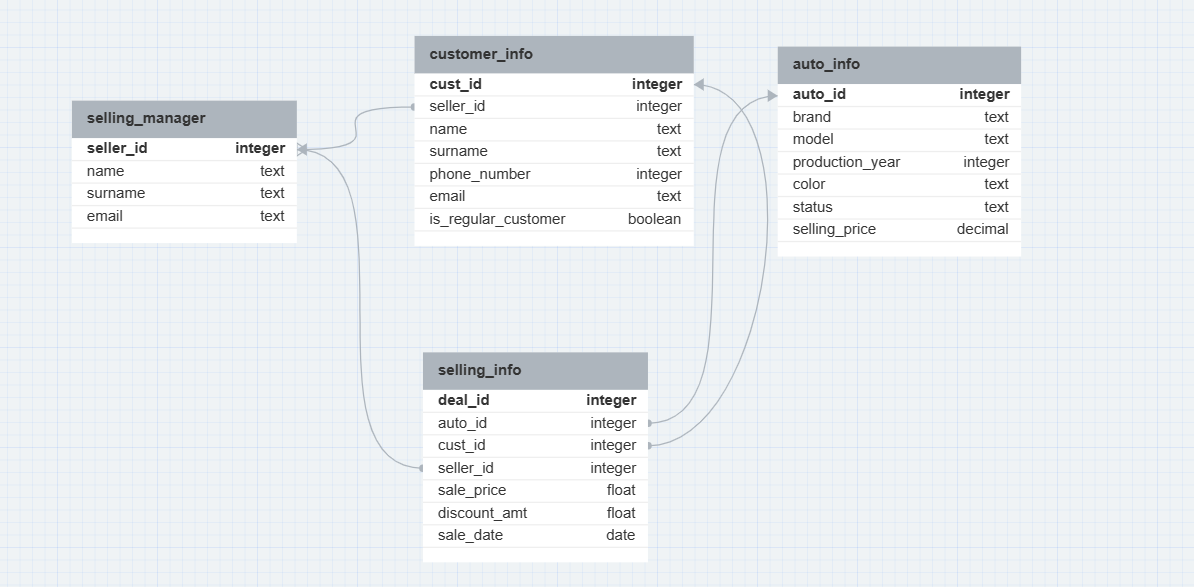 selling_manager
seller_id integer
name text
surname text
email text
customer_info
cust_id integer
seller_id integer
name text
surname text
phone_number integer
email text
is_regular_customer boolean
auto_info
auto_id integer
brand text
model text
production_year integer
color text
status text
selling_price decimal
selling_info
deal_id integer
auto_id integer
cust_id integer
seller_id integer
sale_price float
discount_amt float
sale_date date